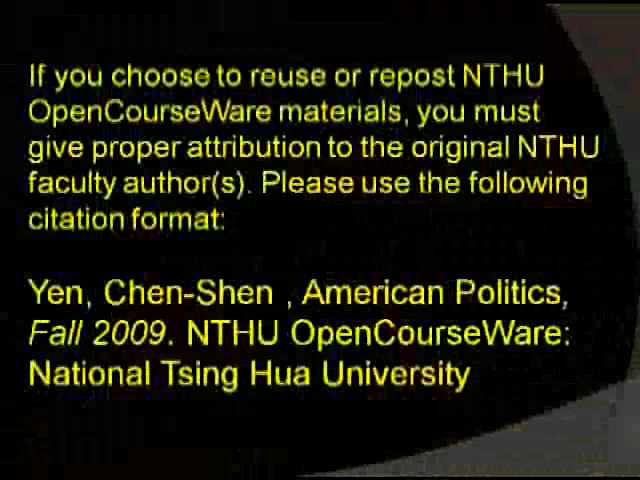 If you choose to reuse or repost NTHU
OpenCourseWare materials, you must
give proper attribution to the original NTHU
faculty author(s). Please use the following
citation format:
Yen, Chen-Shen , American Politics,
Fall 2009. NTHU OpenCourseWare:
National Tsing Hua University